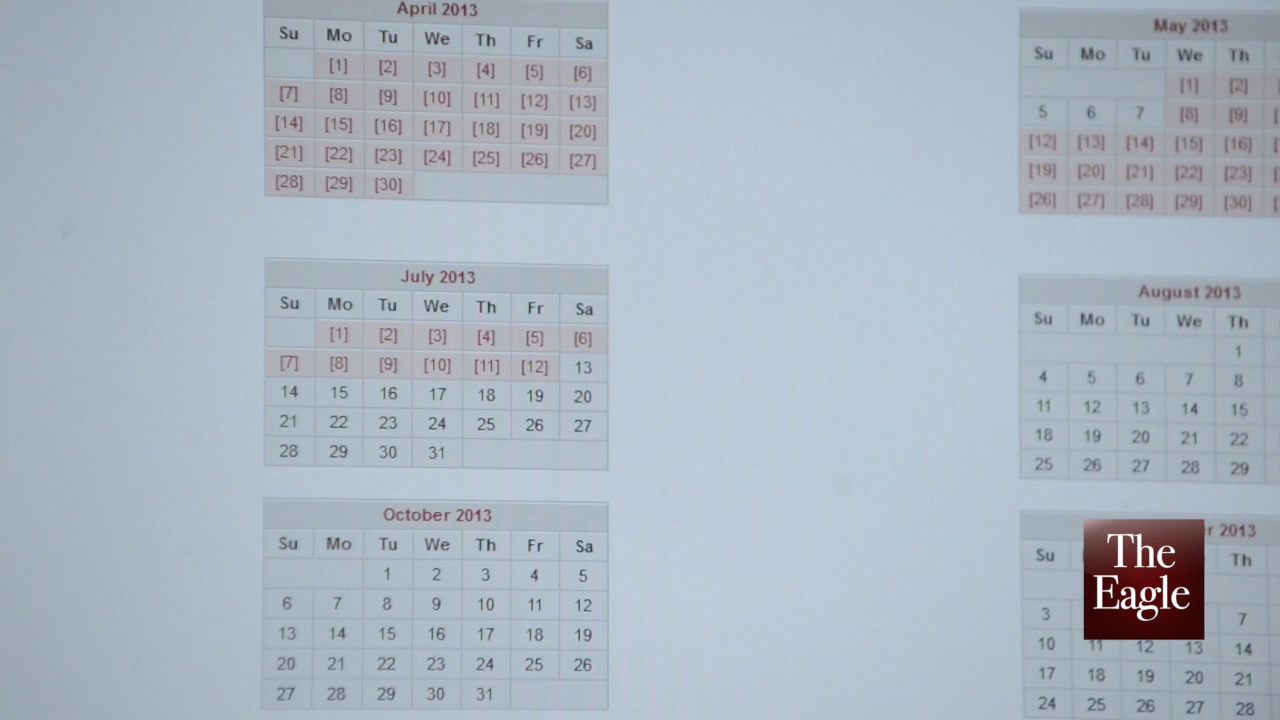 April 2013
Su Mo Tu We Th Fr Sa
[1] [2] [3] [4] [5] [6]
[7] [8] [9] [10] [11] [12] [13]
[14] [15] [16] [17] [18] [19] [20]
[21] [22] [23] [24] [25] [26] [27]
[28] [29] [30]
May 2013
Su Mo Tu We Th
[1] [2]
5 6 7 [8] [9]
[12] [13] [14] [15] [16]
[19] [20] [21] [22] [23]
[26] [27] [28] [29] [30]
July 2013
Su Mo Tu We Th Fr Sa
[1] [2] [3] [4] [5] [6]
[7] [8] [9] [10] [11] [12] 13
14 15 16 17 18 19 20
21 22 23 24 25 26 27
28 29 30 31
August 2013
Su Mo Tu We Th
1
4 5 6 7 8
11 12 13 14 15
18 19 20 21 22
25 26 27 28 29
October 2013
Su Mo Tu We Th Fr Sa
1 2 3 4 5
6 7 8 9 10 11 12
13 14 15 16 17 18 19
20 21 22 23 24 25 26
27 28 29 30 31
r 2013
Su Th
3 7
10 11 12 13 14
17 18 19 20 21
24 25 26 27 28
The
Eagle